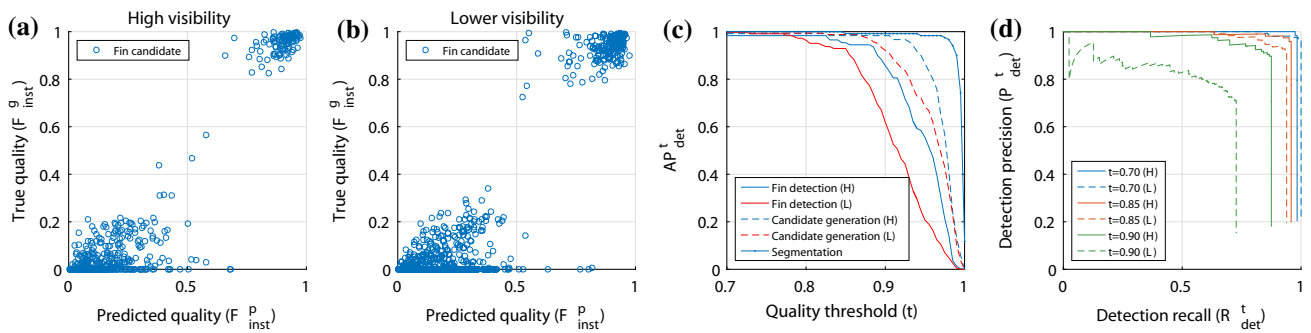 (a)
High visibility
Fin candidate
True quality (F g inst)
1
0.8
0.6
0.4
0.2
0
0
0.5
1
Predicted quality (F p inst)
(b)
Lower visibility
Fin candidate
True quality (F g inst)
1
0.8
0.6
0.4
0.2
0
0
0.5
1
Predicted quality (F p inst)
(c)
AP t det
1
0.8
0.6
0.4
0.2
0
Fin detection (H)
Fin detection (L)
Candidate generation (H)
Candidate generation (L)
Segmentation
0.7
0.8
0.9
1
Quality threshold (t)
(d)
Detection precision (P t det)
1
0.8
0.6
0.4
0.2
0
t=0.70 (H)
t=0.70 (L)
t=0.85 (H)
t=0.85 (L)
t=0.90 (H)
t=0.90 (L)
0
0.5
1
Detection recall (R t det)